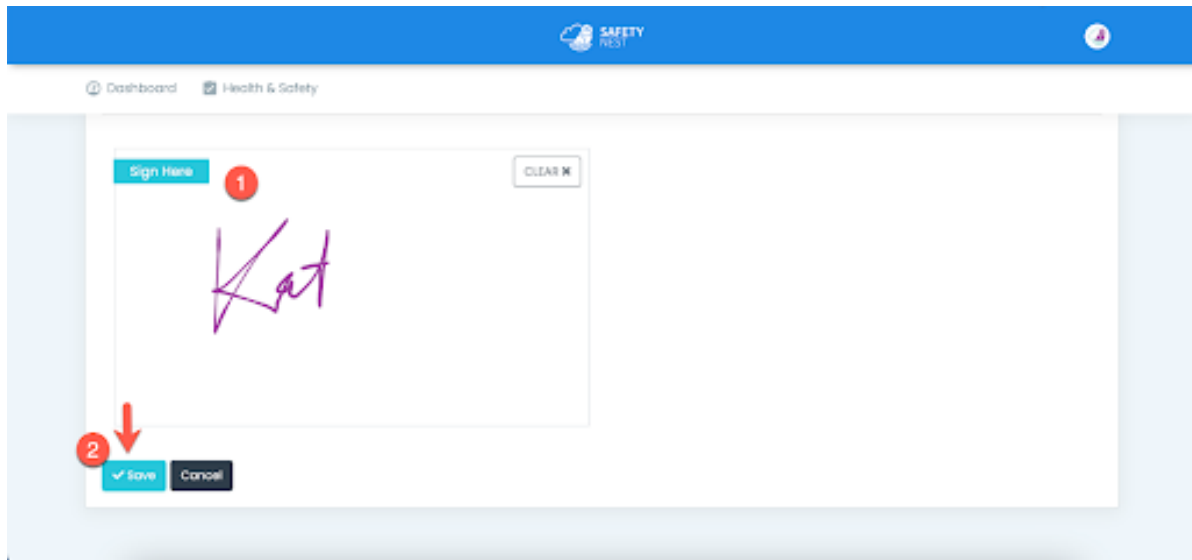 SAFETY
NEST
Dashboard Health & Safety
Sign Here 1 CLEAR ✖
Kat
2
✔ Save Cancel